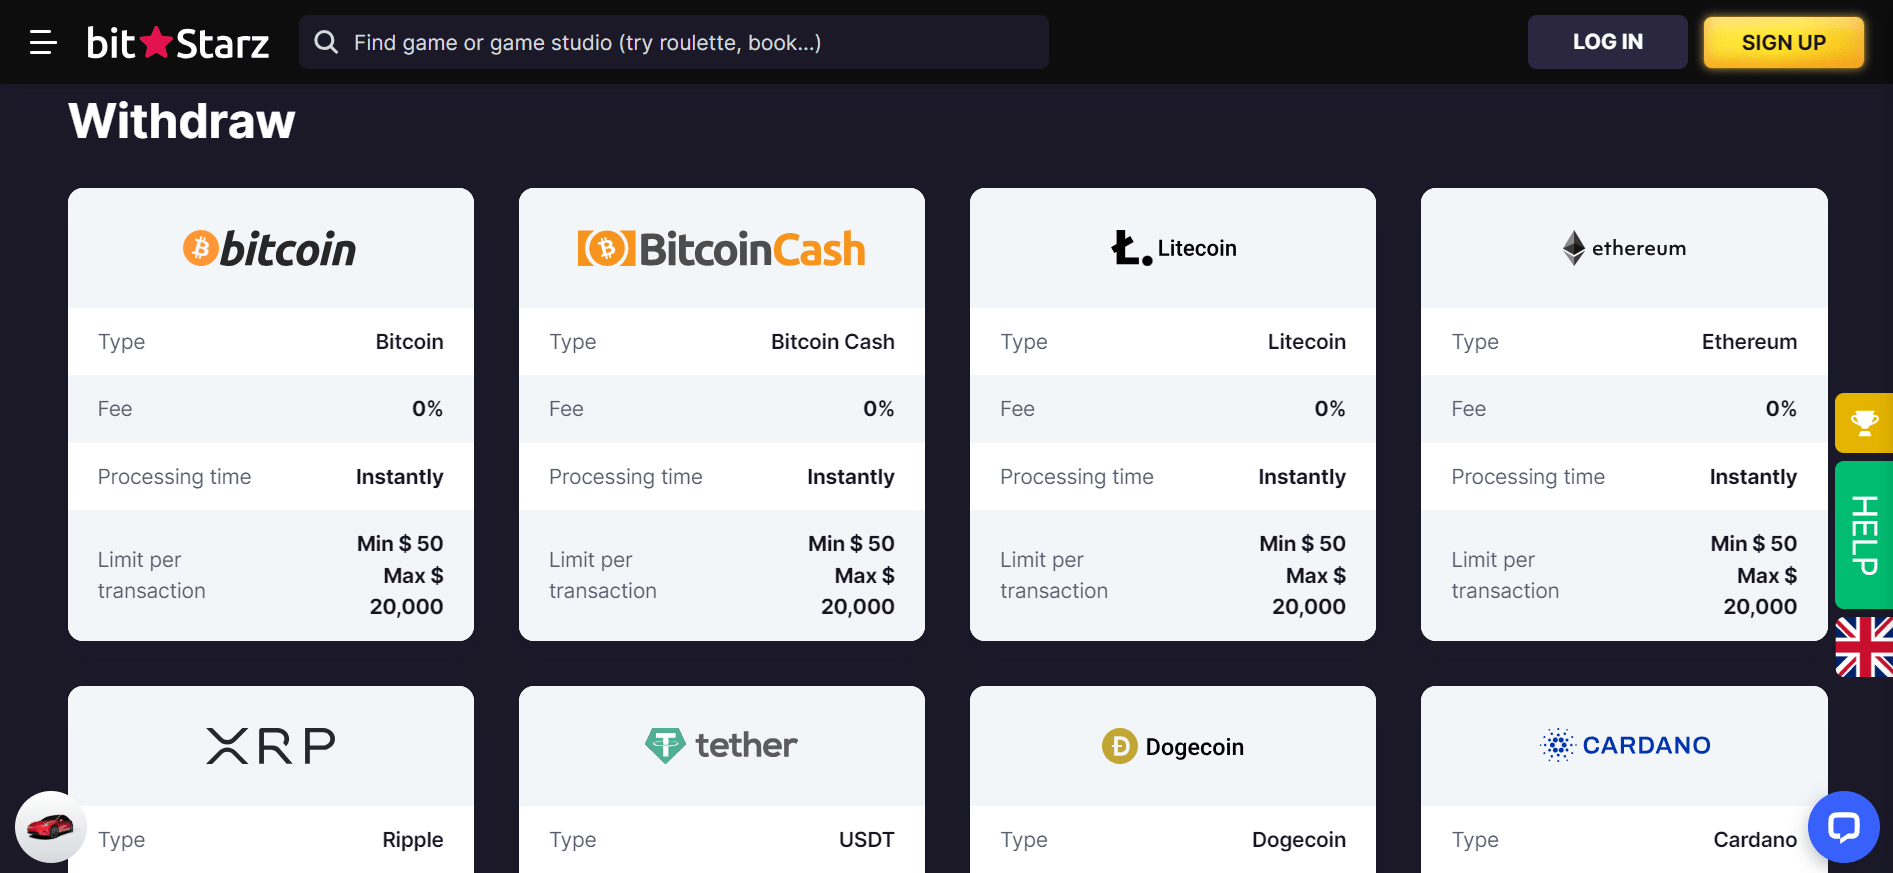 bit Starz
Find game or game studio (try roulette, book...)
LOG IN
SIGN UP
Withdraw
bitcoin
Type Bitcoin
Fee 0%
Processing time Instantly
Limit per transaction
Min $ 50
Max $
20,000
BitcoinCash
Type Bitcoin Cash
Fee 0%
Processing time Instantly
Limit per transaction
Min $ 50
Max $
20,000
Litecoin
Type Litecoin
Fee 0%
Processing time Instantly
Limit per transaction
Min $ 50
Max $
20,000
ethereum
Type Ethereum
Fee 0%
Processing time Instantly
Limit per transaction
Min $ 50
Max $
20,000
HELP
XRP
Type Ripple
tether
Type USDT
Dogecoin
Type Dogecoin
CARDANO
Type Cardano